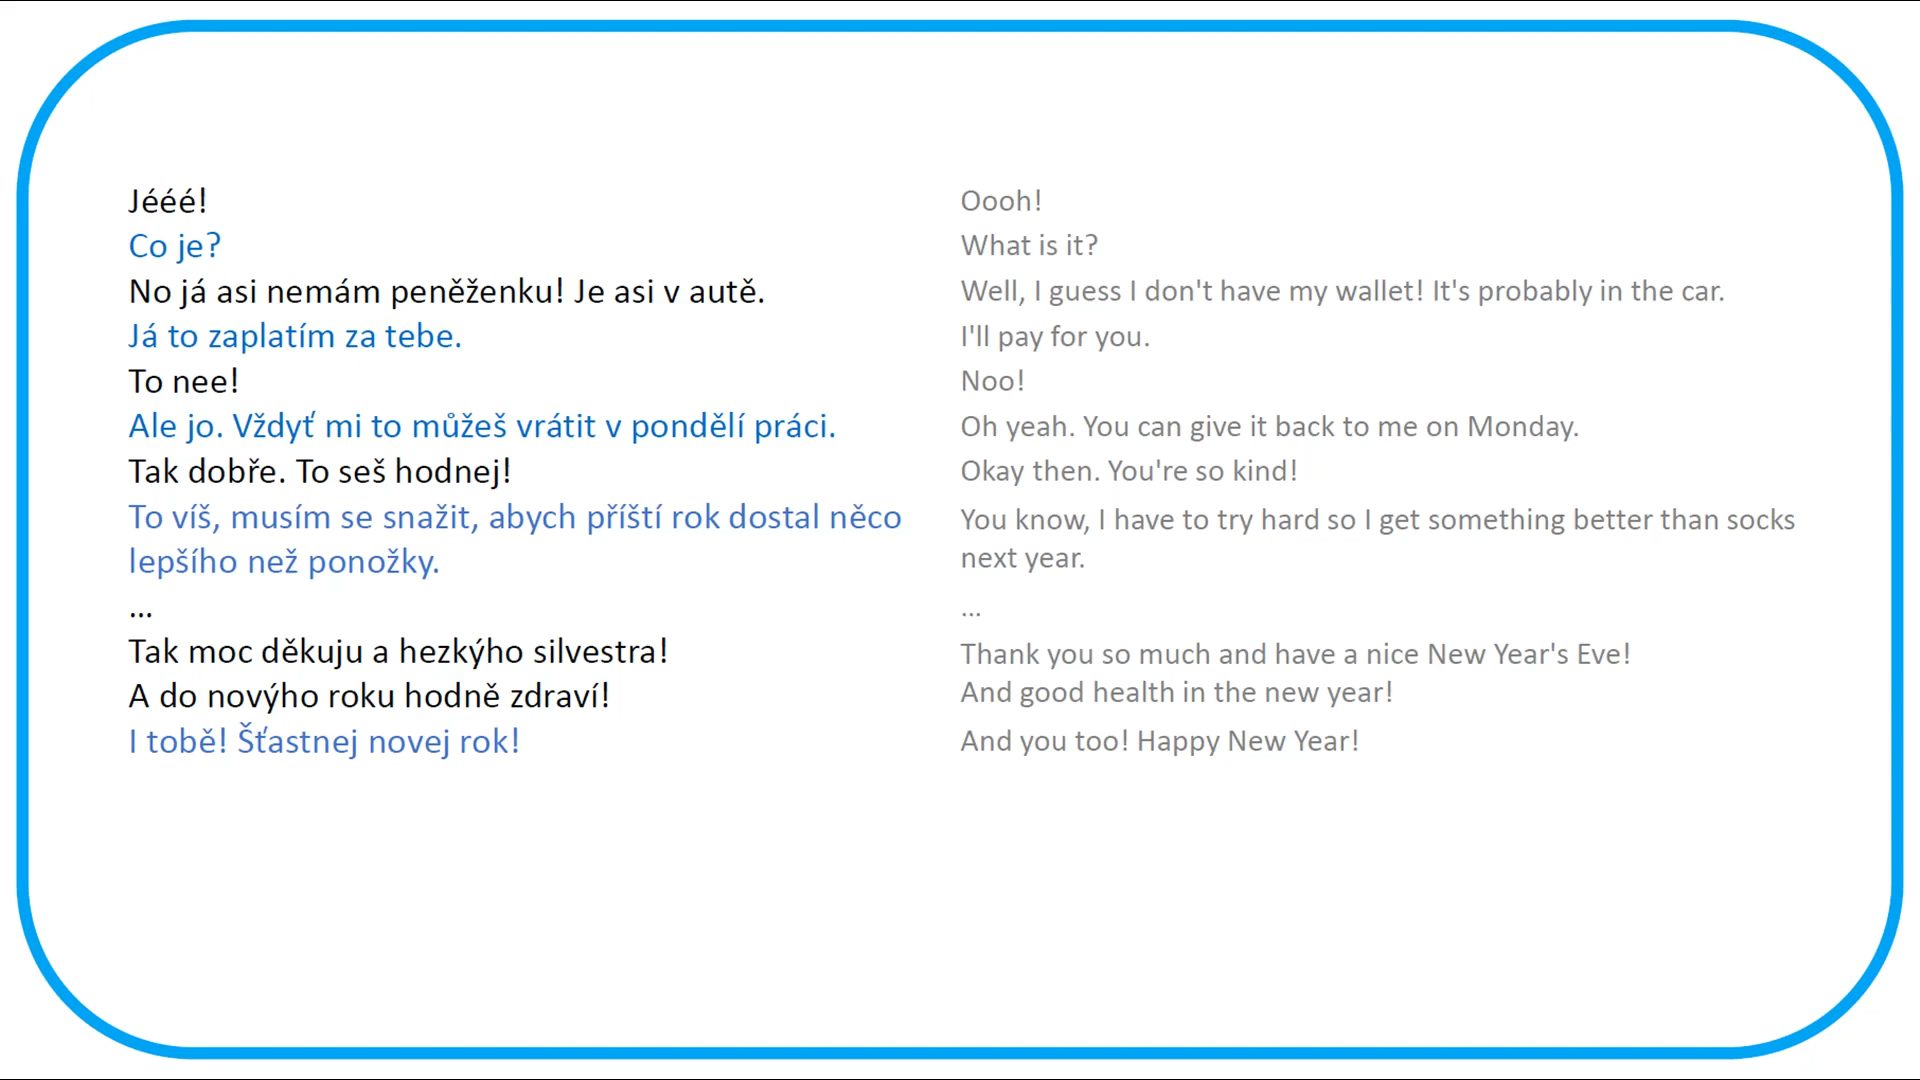 Jééé!
Co je?
No já asi nemám peněženku! Je asi v autě.
Já to zaplatím za tebe.
To nee!
Ale jo. Vždyť mi to můžeš vrátit v pondělí práci.
Tak dobře. To seš hodnej!
To víš, musím se snažit, abych příští rok dostal něco
lepšího než ponožky.
...
Tak moc děkuju a hezkýho silvestra!
A do novýho roku hodně zdraví!
I tobě! Šťastnej novej rok!
Oooh!
What is it?
Well, I guess I don't have my wallet! It's probably in the car.
I'll pay for you.
Noo!
Oh yeah. You can give it back to me on Monday.
Okay then. You're so kind!
You know, I have to try hard so I get something better than socks
next year.
...
Thank you so much and have a nice New Year's Eve!
And good health in the new year!
And you too! Happy New Year!